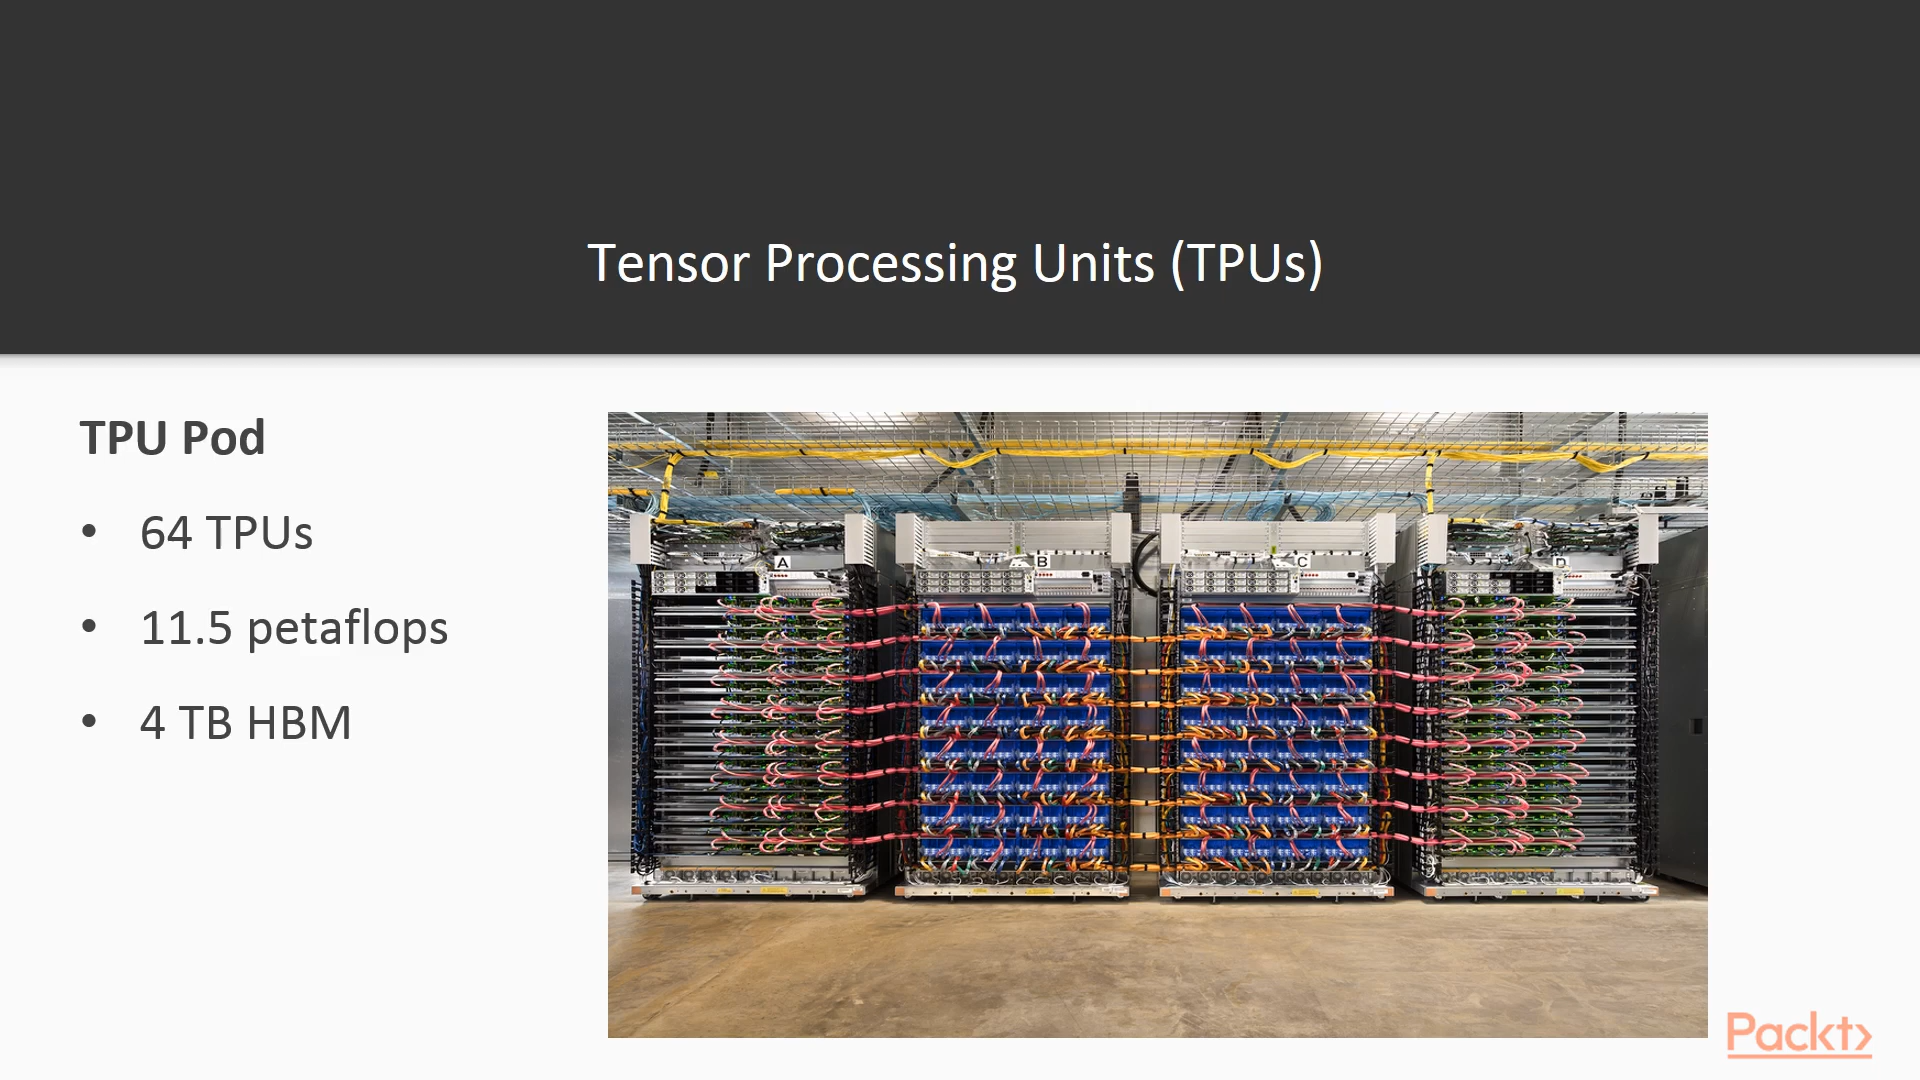 Tensor Processing Units (TPUs)
TPU Pod
• 64 TPUs
• 11.5 petaflops
• 4 TB HBM
A
B
C
D
Packt>